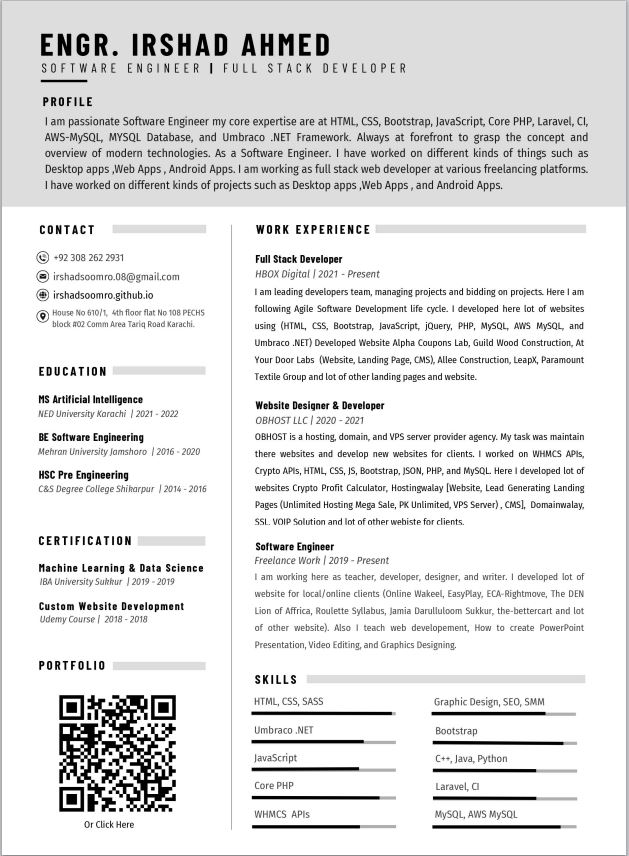 ENGR. IRSHAD AHMED
SOFTWARE ENGINEER | FULL STACK DEVELOPER
PROFILE
I am passionate Software Engineer my core expertise are at HTML, CSS, Bootstrap, JavaScript, Core PHP, Laravel, CI,
AWS-MySQL, MYSQL Database, and Umbraco .NET Framework. Always at forefront to grasp the concept and
overview of modern technologies. As a Software Engineer. I have worked on different kinds of things such as
Desktop apps ,Web Apps , Android Apps. I am working as full stack web developer at various freelancing platforms.
I have worked on different kinds of projects such as Desktop apps ,Web Apps , and Android Apps.
CONTACT
+92 308 262 2931
irshadsoomro.08@gmail.com
irshadsoomro.github.io
House No 610/1, 4th floor flat No 108 PECHS
block #02 Comm Area Tariq Road Karachi.
EDUCATION
MS Artificial Intelligence
NED University Karachi | 2021 - 2022
BE Software Engineering
Mehran University Jamshoro | 2016 - 2020
HSC Pre Engineering
C&S Degree College Shikarpur | 2014 - 2016
CERTIFICATION
Machine Learning & Data Science
IBA University Sukkur | 2019 - 2019
Custom Website Development
Udemy Course | 2018 - 2018
PORTFOLIO
Or Click Here
WORK EXPERIENCE
Full Stack Developer
HBOX Digital | 2021 - Present
I am leading developers team, managing projects and bidding on projects. Here I am
following Agile Software Development life cycle. I developed here lot of websites
using (HTML, CSS, Bootstrap, JavaScript, jQuery, PHP, MySQL, AWS MySQL, and
Umbraco .NET) Developed Website Alpha Coupons Lab, Guild Wood Construction, At
Your Door Labs (Website, Landing Page, CMS), Allee Construction, LeapX, Paramount
Textile Group and lot of other landing pages and website.
Website Designer & Developer
OBHOST LLC | 2020 - 2021
OBHOST is a hosting, domain, and VPS server provider agency. My task was maintain
there websites and develop new websites for clients. I worked on WHMCS APIs,
Crypto APIs, HTML, CSS, JS, Bootstrap, JSON, PHP, and MySQL. Here I developed lot of
websites Crypto Profit Calculator, Hostingwalay [Website, Lead Generating Landing
Pages (Unlimited Hosting Mega Sale, PK Unlimited, VPS Server) , CMS], Domainwalay,
SSL, VOIP Solution and lot of other webiste for clients.
Software Engineer
Freelance Work | 2019 - Present
I am working here as teacher, developer, designer, and writer. I developed lot of
website for local/online clients (Online Wakeel, EasyPlay, ECA-Rightmove, The DEN
Lion of Affrica, Roulette Syllabus, Jamia Darulluloom Sukkur, the-bettercart and lot
of other website). Also I teach web developement, How to create PowerPoint
Presentation, Video Editing, and Graphics Designing.
SKILLS
HTML, CSS, SASS
Umbraco .NET
JavaScript
Core PHP
WHMCS APIs
Graphic Design, SEO, SMM
Bootstrap
C++, Java, Python
Laravel, CI
MySQL, AWS MySQL